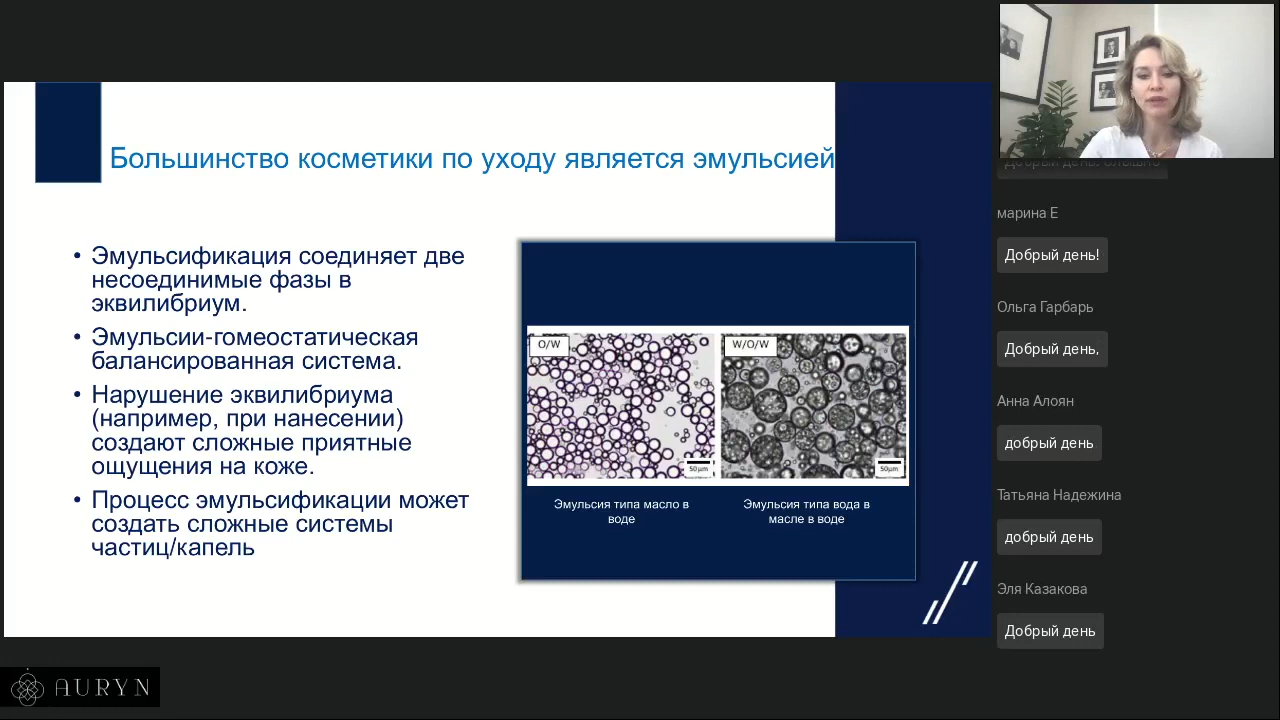 Большинство косметики по уходу является эмульсией
• Эмульсификация соединяет две
несоединимые фазы в
эквилибриум.
• Эмульсии-гомеостатическая
балансированная система.
• Нарушение эквилибриума
(например, при нанесении)
создают сложные приятные
ощущения на коже.
• Процесс эмульсификации может
создать сложные системы
частиц/капель
O/W
W/O/W
50µm
50µm
Эмульсия типа масло в
воде
Эмульсия типа вода в
масле в воде
AURYN
Добрый день. Слышно
марина Е
Добрый день!
Ольга Гарбарь
Добрый день,
Анна Алоян
добрый день
Татьяна Надежина
добрый день
Эля Казакова
Добрый день